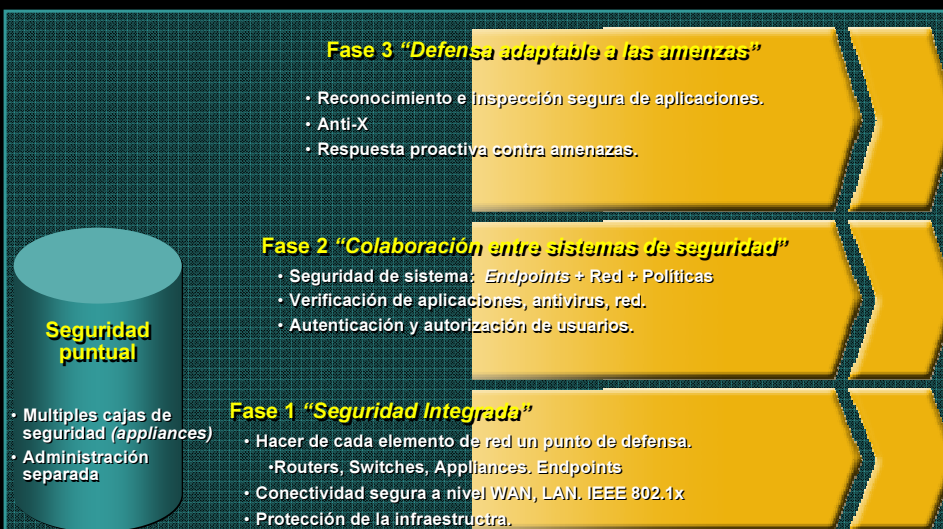 Fase 3 “Defensa adaptable a las amenzas”
• Reconocimiento e inspección segura de aplicaciones.
• Anti-X
• Respuesta proactiva contra amenazas.
Fase 2 “Colaboración entre sistemas de seguridad”
• Seguridad de sistema: Endpoints + Red + Políticas
• Verificación de aplicaciones, antivirus, red.
• Autenticación y autorización de usuarios.
Seguridad
puntual
• Multiples cajas de
seguridad (appliances)
• Administración
separada
Fase 1 “Seguridad Integrada”
• Hacer de cada elemento de red un punto de defensa.
•Routers, Switches, Appliances. Endpoints
• Conectividad segura a nivel WAN, LAN. IEEE 802.1x
• Protección de la infraestructra.